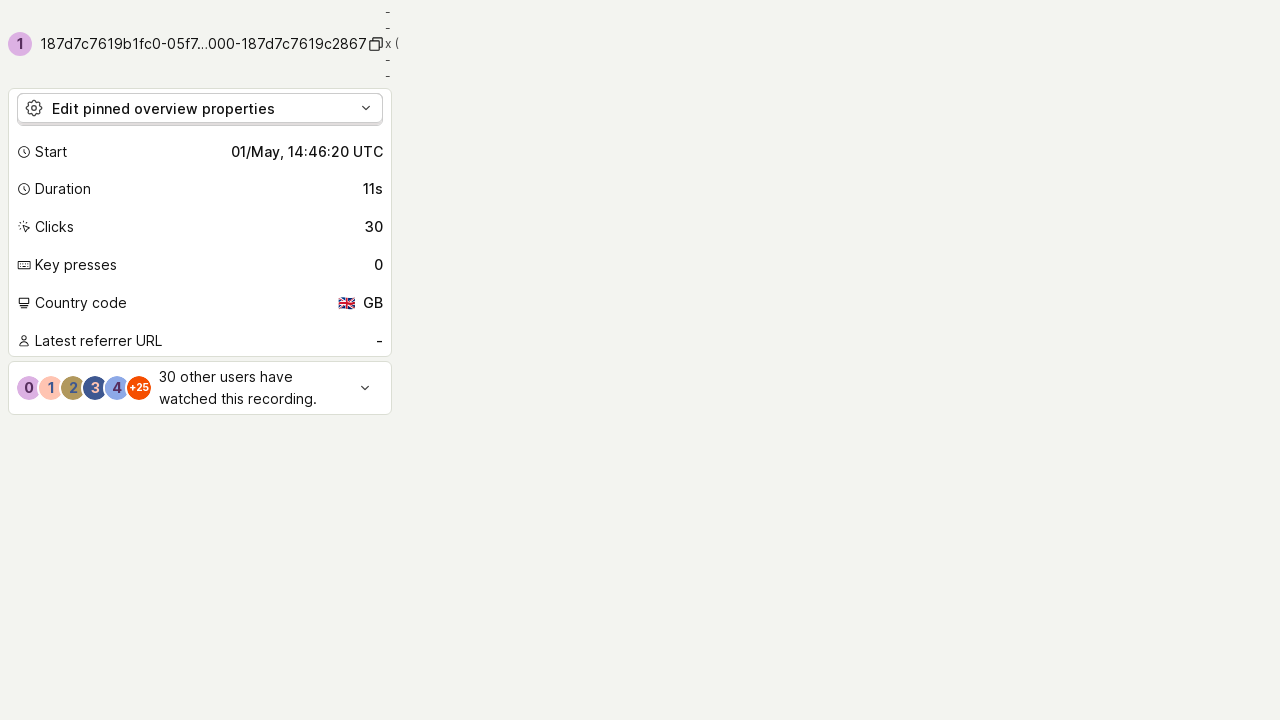 1 187d7c7619b1fc0-05f7…000-187d7c7619c2867
-
-
x (
-
-
Edit pinned overview properties
Start 01/May, 14:46:20 UTC
Duration 11s
Clicks 30
Key presses 0
Country code 🇬🇧 GB
Latest referrer URL -
0 1 2 3 4 +25
30 other users have
watched this recording.